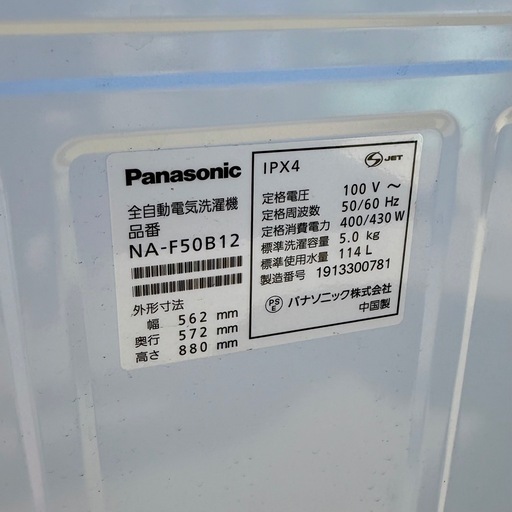 Panasonic
全自動電気洗濯機
品番
NA-F50B12
外形寸法
幅 562 mm
奥行 572 mm
高さ 880 mm
IPX4
S JET
定格電圧 100 V ~
定格周波数 50/60 Hz
定格消費電力 400/430 W
標準洗濯容量 5.0 kg
標準使用水量 114 L
製造番号 1913300781
PS E パナソニック株式会社
中国製